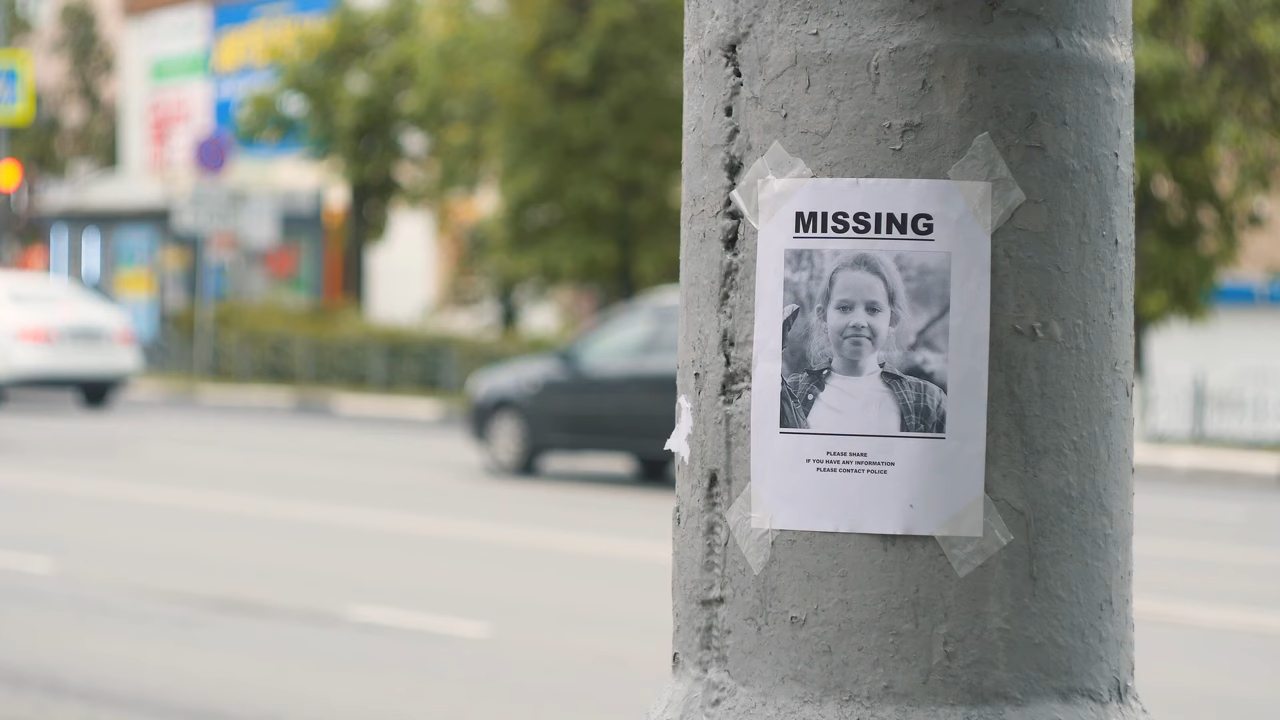 MISSING
PLEASE SHARE
IF YOU HAVE ANY INFORMATION
PLEASE CONTACT POLICE